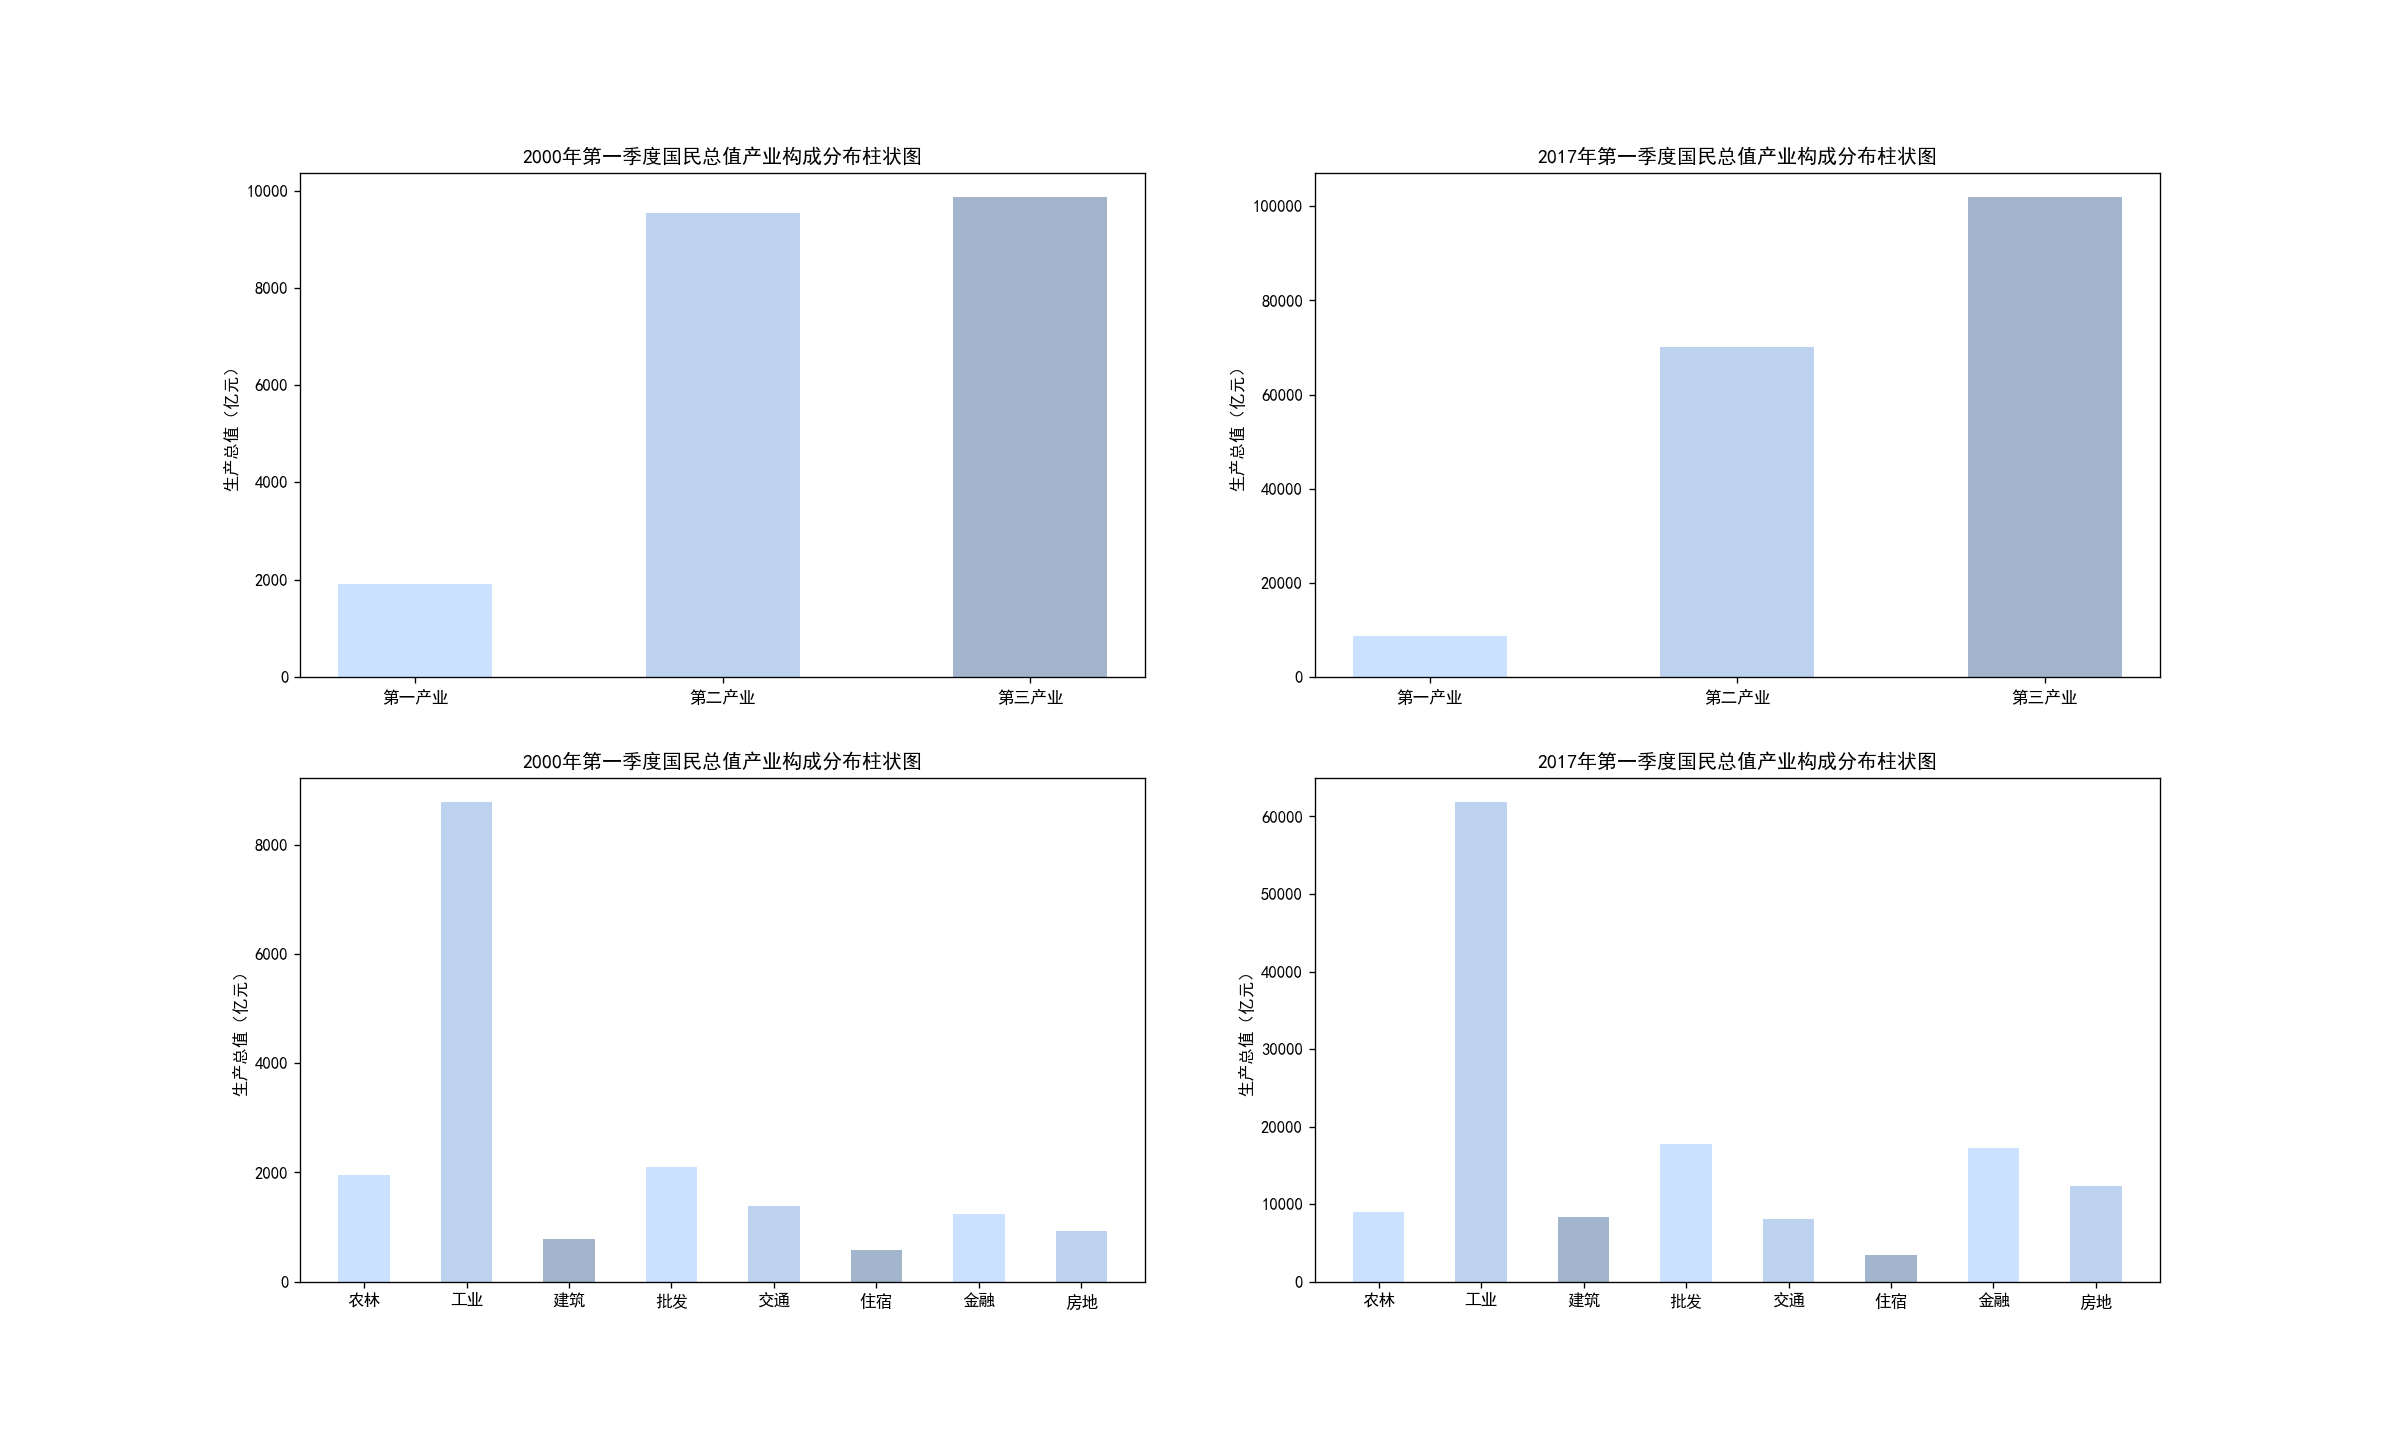 2000年第一季度国民总值产业构成分布柱状图
生产总值（亿元）
10000
8000
6000
4000
2000
0
第一产业 第二产业 第三产业
2017年第一季度国民总值产业构成分布柱状图
生产总值（亿元）
100000
80000
60000
40000
20000
0
第一产业 第二产业 第三产业
2000年第一季度国民总值产业构成分布柱状图
生产总值（亿元）
8000
6000
4000
2000
0
农林 工业 建筑 批发 交通 住宿 金融 房地
2017年第一季度国民总值产业构成分布柱状图
生产总值（亿元）
60000
50000
40000
30000
20000
10000
0
农林 工业 建筑 批发 交通 住宿 金融 房地